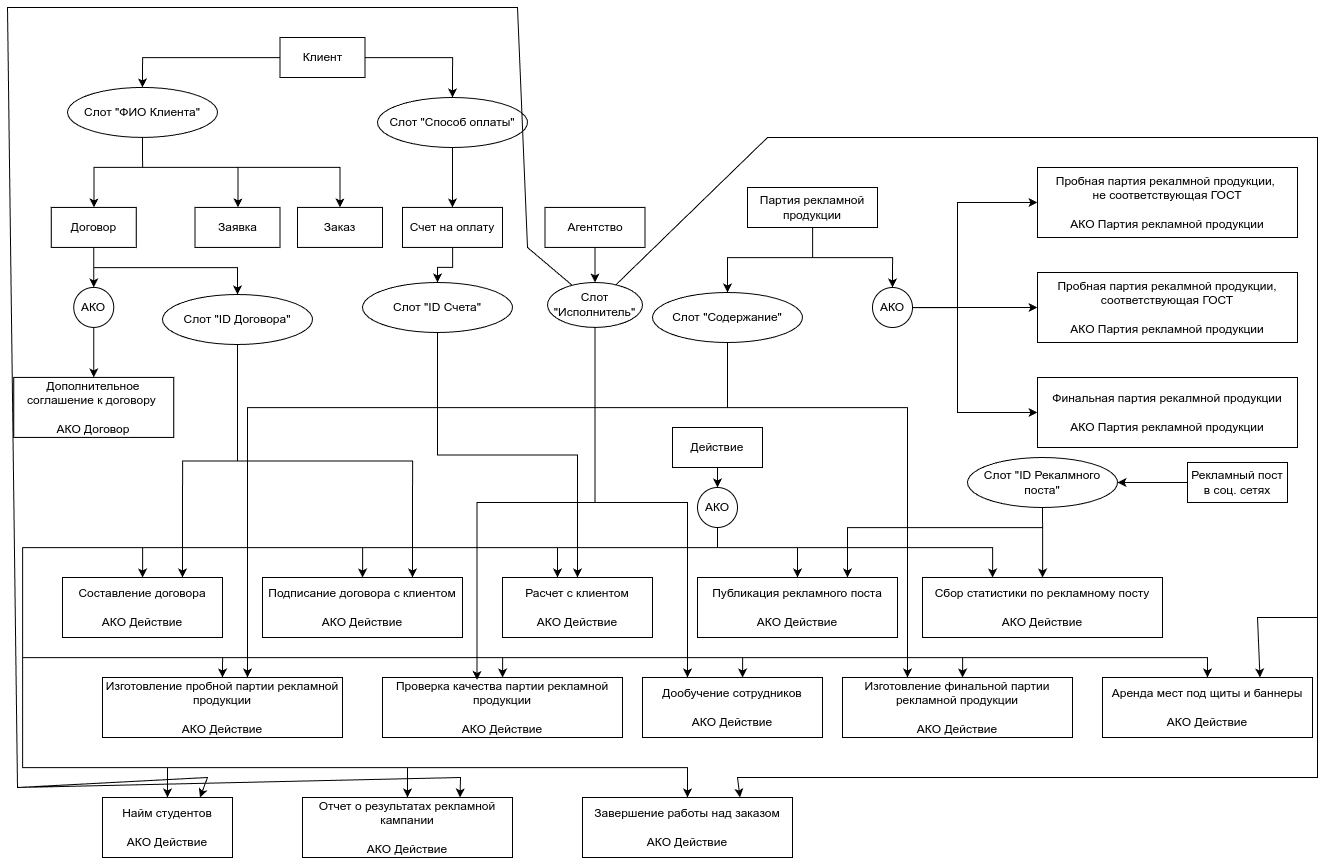 Клиент
Слот "ФИО Клиента"
Слот "Способ оплаты"
Договор
Заявка
Заказ
Счет на оплату
Агентство
Партия рекламной
продукции
Пробная партия рекалмной продукции,
не соответствующая ГОСТ
АКО Партия рекламной продукции
АКО
Слот "ID Договора"
Слот "ID Счета"
Слот
"Исполнитель"
Слот "Содержание"
АКО
Пробная партия рекламной продукции,
соответствующая ГОСТ
АКО Партия рекламной продукции
Дополнительное
соглашение к договору
АКО Договор
Финальная партия рекалмной продукции
АКО Партия рекламной продукции
Действие
АКО
Слот "ID Рекалмного
поста"
Рекламный пост
в соц. сетях
Составление договора
АКО Действие
Подписание договора с клиентом
АКО Действие
Расчет с клиентом
АКО Действие
Публикация рекламного поста
АКО Действие
Сбор статистики по рекламному посту
АКО Действие
Изготовление пробной партии рекламной
продукции
АКО Действие
Проверка качества партии рекламной
продукции
АКО Действие
Дообучение сотрудников
АКО Действие
Изготовление финальной партии
рекламной продукции
АКО Действие
Аренда мест под щиты и баннеры
АКО Действие
Найм студентов
АКО Действие
Отчет о результатах рекламной
кампании
АКО Действие
Завершение работы над заказом
АКО Действие